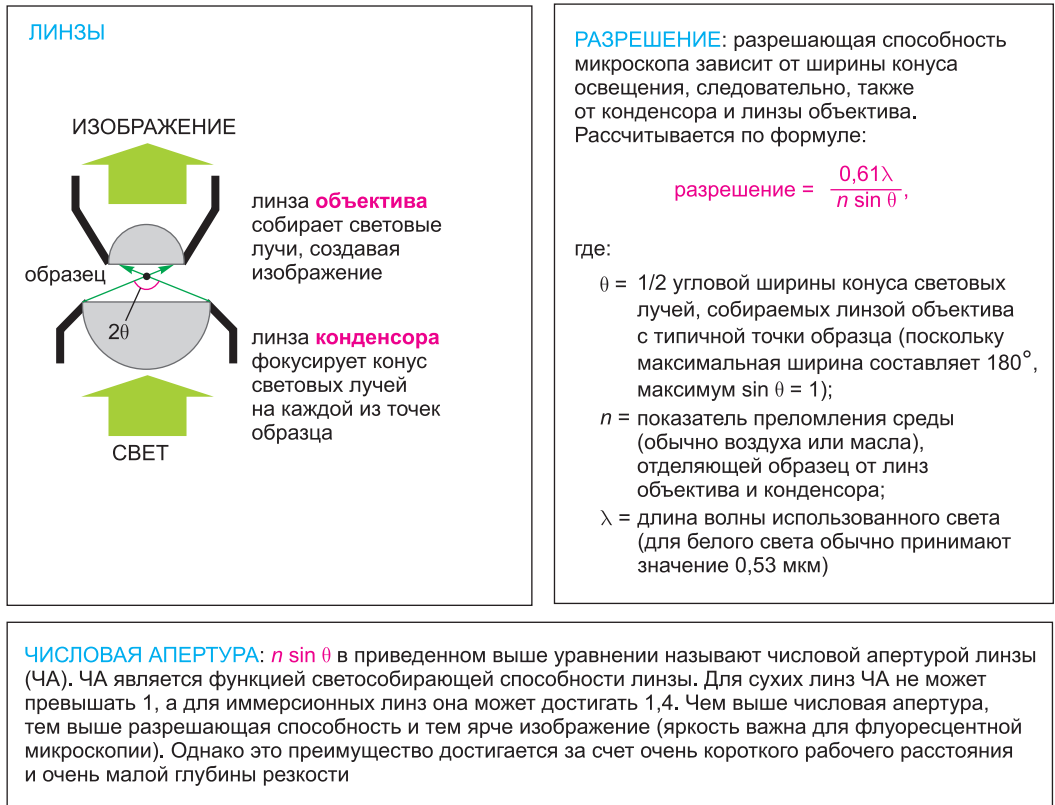 ЛИНЗЫ
ИЗОБРАЖЕНИЕ
линза объектива
собирает световые
лучи, создавая
изображение
образец
2θ
линза конденсора
фокусирует конус
световых лучей
на каждой из точек
образца
СВЕТ
РАЗРЕШЕНИЕ: разрешающая способность
микроскопа зависит от ширины конуса
освещения, следовательно, также
от конденсора и линзы объектива.
Рассчитывается по формуле:
разрешение = 0,61λ / n sin θ,
где:
θ = 1/2 угловой ширины конуса световых
лучей, собираемых линзой объектива
с типичной точки образца (поскольку
максимальная ширина составляет 180°,
максимум sin θ = 1);
n = показатель преломления среды
(обычно воздуха или масла),
отделяющей образец от линз
объектива и конденсора;
λ = длина волны использованного света
(для белого света обычно принимают
значение 0,53 мкм)
ЧИСЛОВАЯ АПЕРТУРА: n sin θ в приведенном выше уравнении называют числовой апертурой линзы
(ЧА). ЧА является функцией светособирающей способности линзы. Для сухих линз ЧА не может
превышать 1, а для иммерсионных линз она может достигать 1,4. Чем выше числовая апертура,
тем выше разрешающая способность и тем ярче изображение (яркость важна для флуоресцентной
микроскопии). Однако это преимущество достигается за счет очень короткого рабочего расстояния
и очень малой глубины резкости